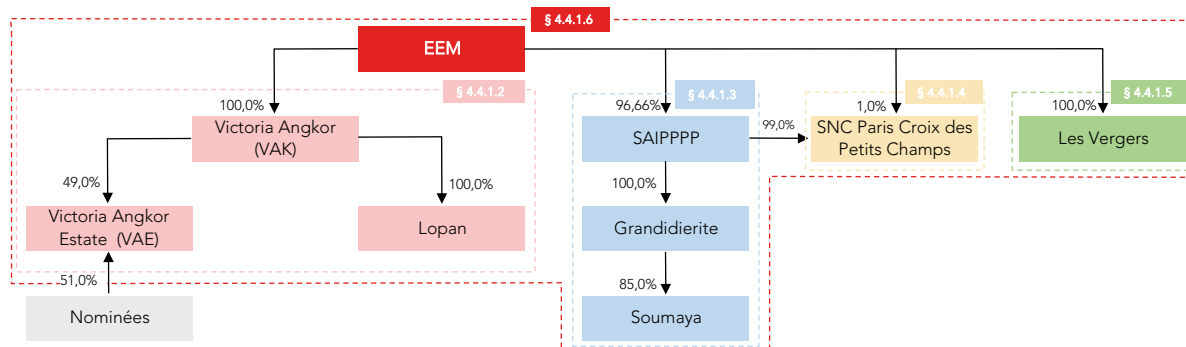 § 4.4.1.6
EEM
§ 4.4.1.2
§ 4.4.1.3
§ 4.4.1.4
§ 4.4.1.5
100,0%
96,66%
1,0%
100,0%
Victoria Angkor
(VAK)
SAIPPPP
99,0%
SNC Paris Croix des
Petits Champs
Les Vergers
49,0%
100,0%
100,0%
Victoria Angkor
Estate (VAE)
Lopan
Grandidierite
51,0%
85,0%
Nominées
Soumaya